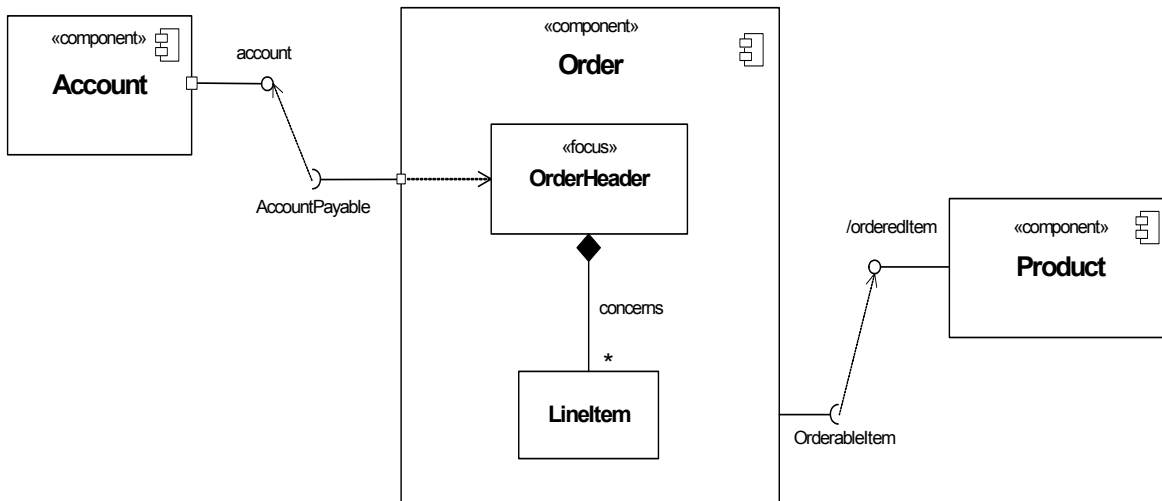 «component»
Account
account
AccountPayable
«component»
Order
«focus»
OrderHeader
concerns
*
LineItem
/orderedItem
OrderableItem
«component»
Product